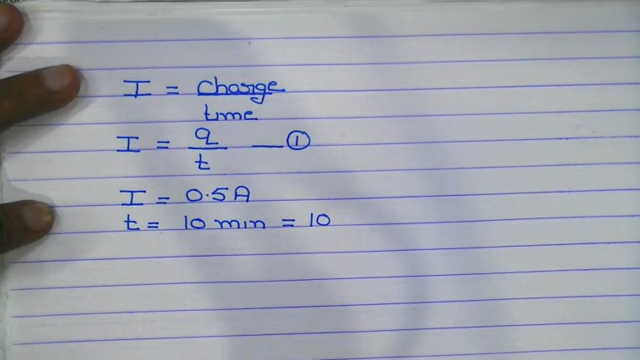 I = charge
time
I = q
t — ①
I = 0.5A
t = 10 min = 10